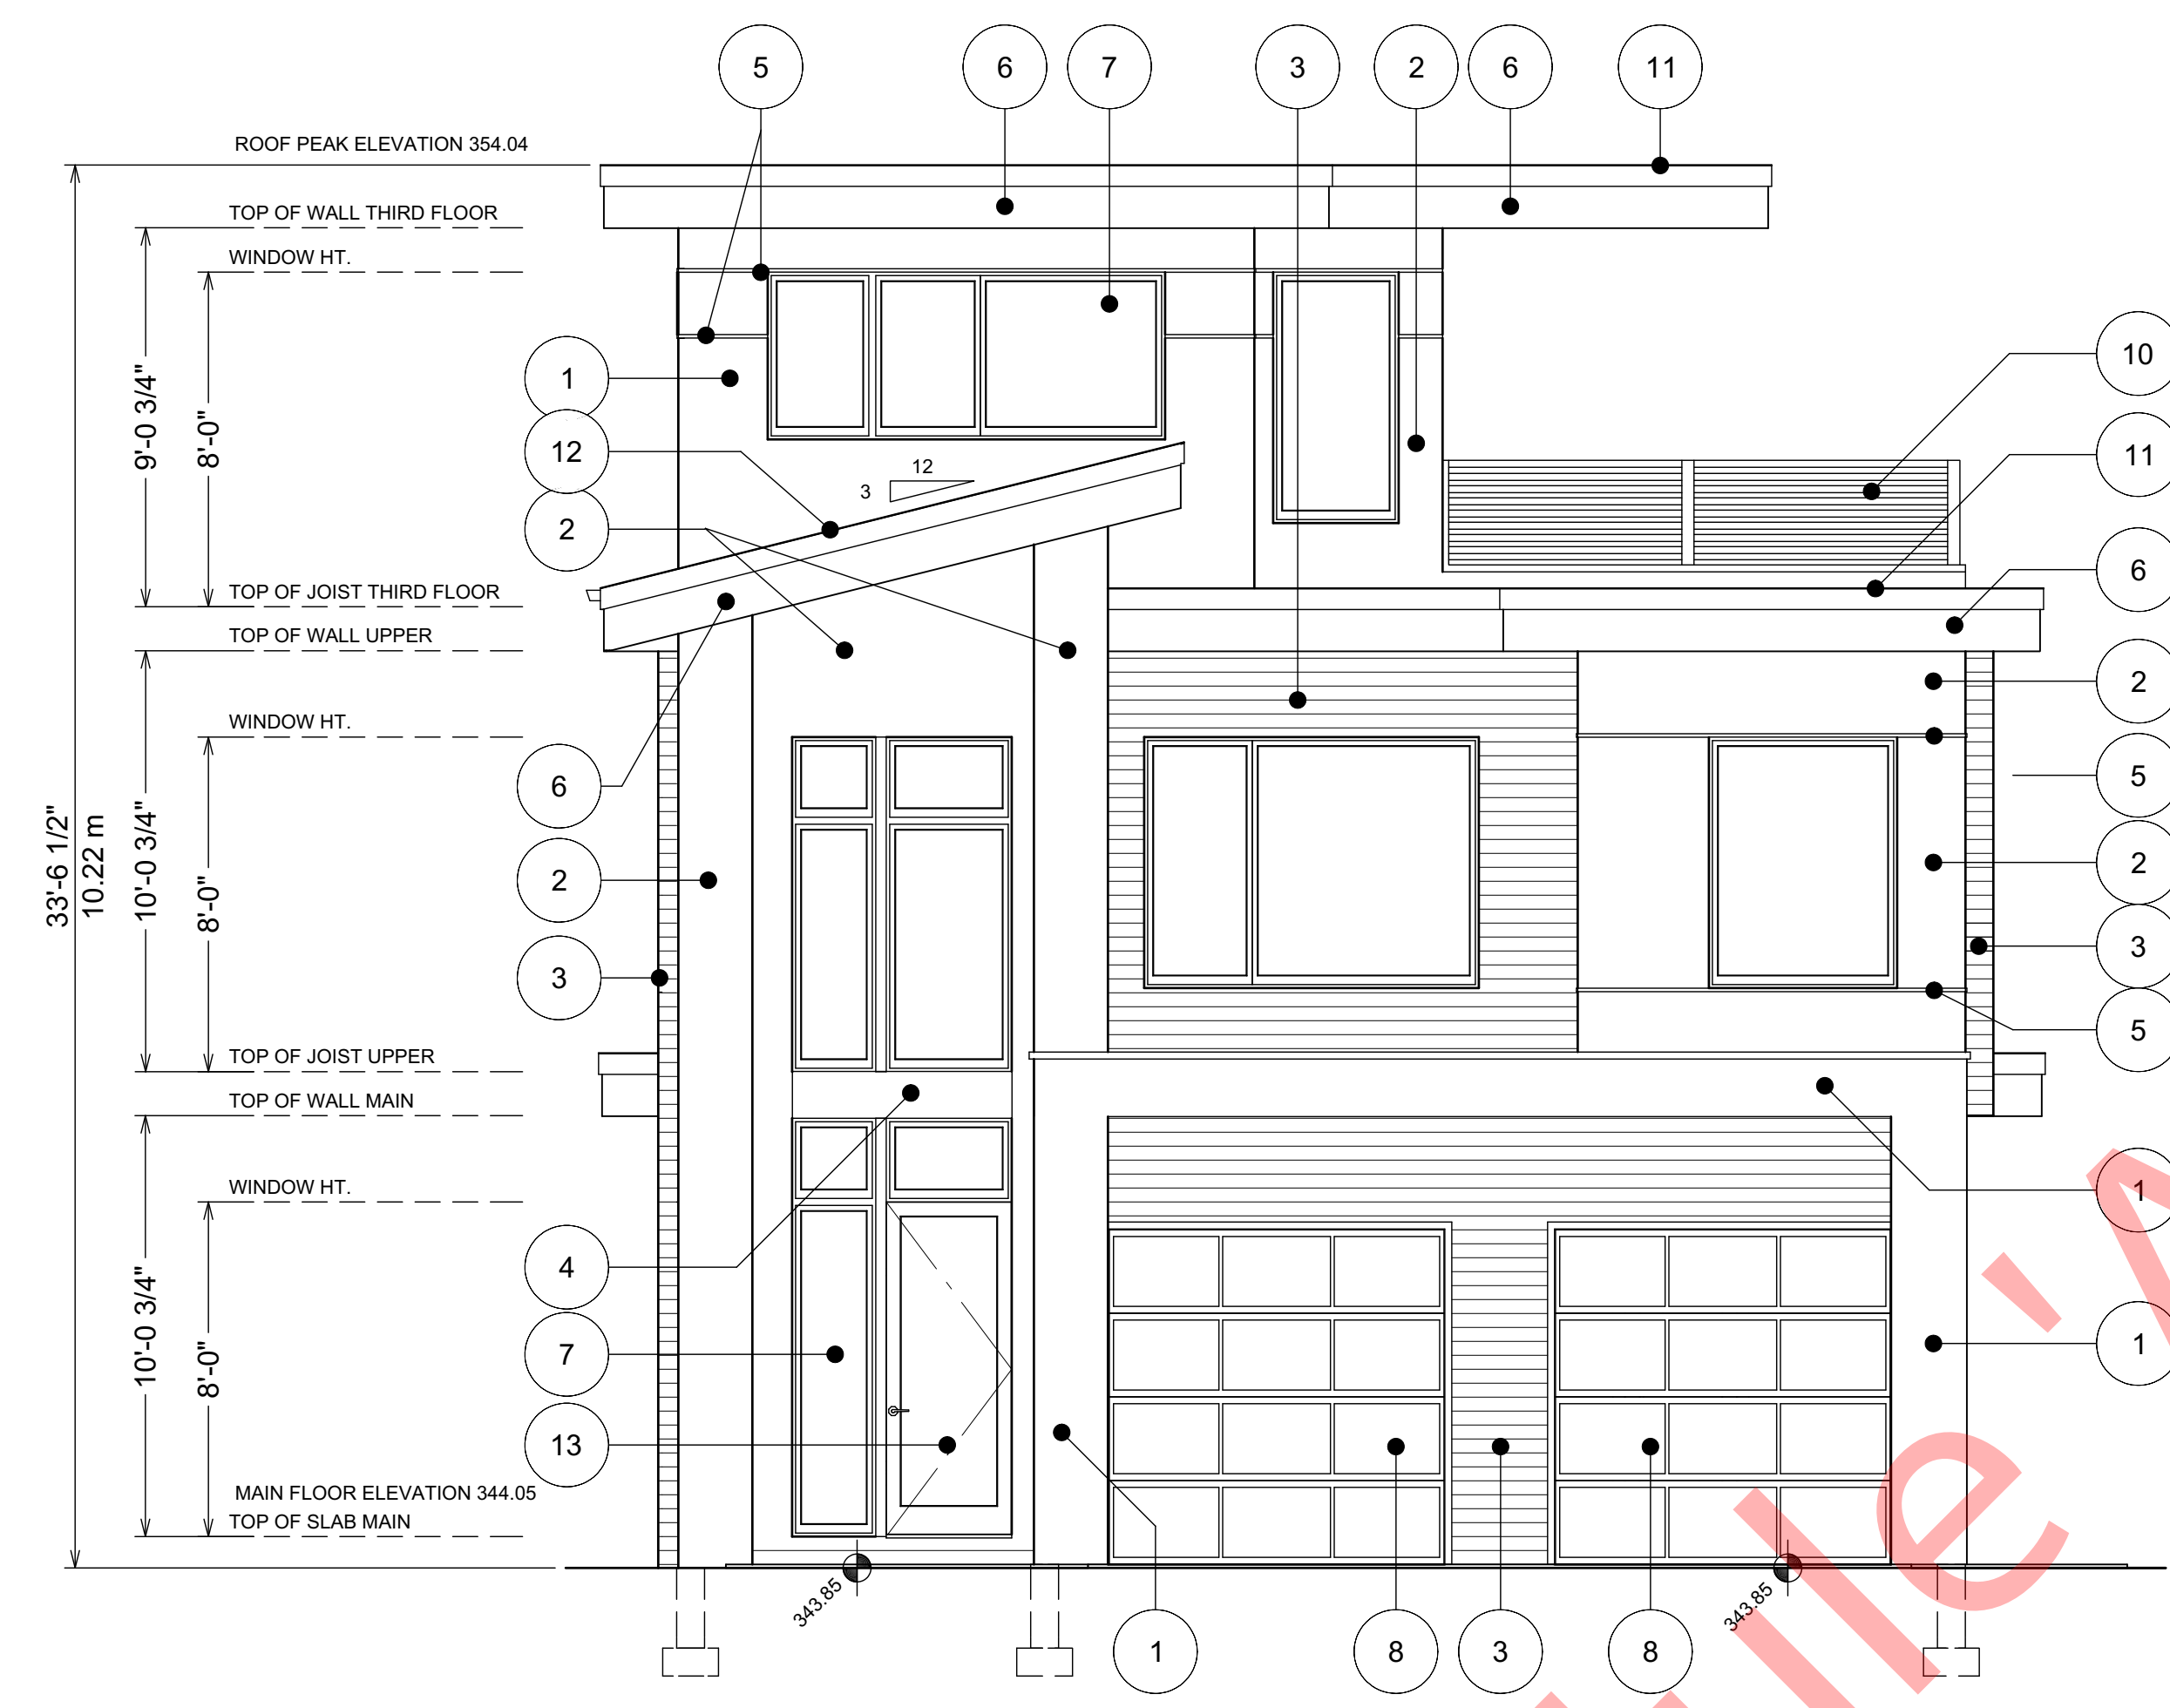 5 6 7 3 2 6 11
ROOF PEAK ELEVATION 354.04
TOP OF WALL THIRD FLOOR
WINDOW HT.
9'-0 3/4"
8'-0"
1
12
2
12
3
10
11
6
TOP OF JOIST THIRD FLOOR
TOP OF WALL UPPER
2
WINDOW HT.
5
6
2
2
3
3
5
33'-6 1/2"
10.22 m
10'-0 3/4"
8'-0"
TOP OF JOIST UPPER
TOP OF WALL MAIN
WINDOW HT.
1
4
7
1
13
10'-0 3/4"
8'-0"
MAIN FLOOR ELEVATION 344.05
TOP OF SLAB MAIN
343.85
343.85
1 8 3 8